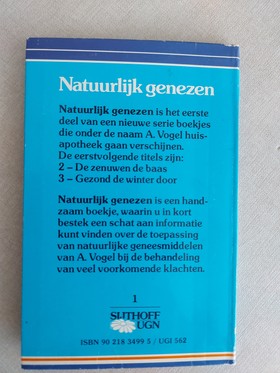 Natuurlijk genezen
Natuurlijk genezen is het eerste
deel van een nieuwe serie boekjes
die onder de naam A. Vogel huis-
apotheek gaan verschijnen.
De eerstvolgende titels zijn:
2 – De zenuwen de baas
3 – Gezond de winter door
Natuurlijk genezen is een hand-
zaam boekje, waarin u in kort
bestek een schat aan informatie
kunt vinden over de toepassing
van natuurlijke geneesmiddelen
van A. Vogel bij de behandeling
van veel voorkomende klachten.
1
SIJTHOFF
UGN
ISBN 90 218 3499 5 / UGI 562